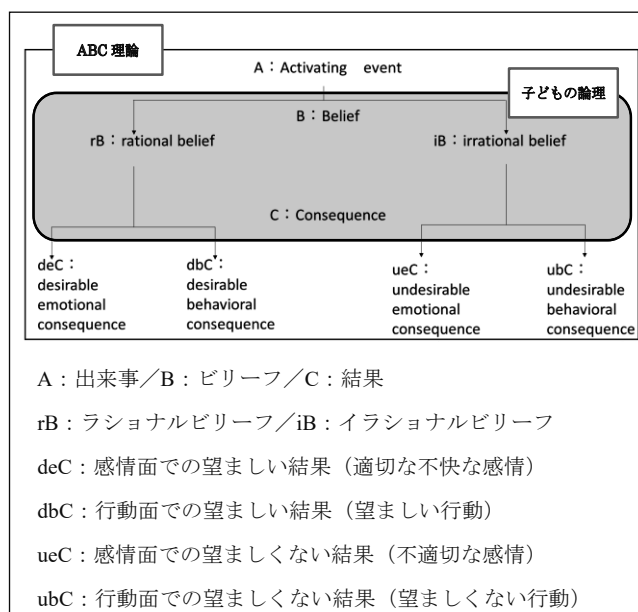 ABC 理論
A：Activating event
子どもの論理
B：Belief
rB：rational belief
iB：irrational belief
C：Consequence
deC：
desirable
emotional
consequence
dbC：
desirable
behavioral
consequence
ueC：
undesirable
emotional
consequence
ubC：
undesirable
behavioral
consequence
A：出来事／B：ビリーフ／C：結果
rB：ラショナルビリーフ／iB：イラショナルビリーフ
deC：感情面での望ましい結果（適切な不快な感情）
dbC：行動面での望ましい結果（望ましい行動）
ueC：感情面での望ましくない結果（不適切な感情）
ubC：行動面での望ましくない結果（望ましくない行動）